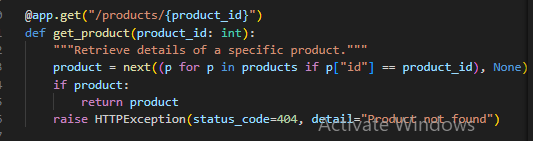 @app.get("/products/{product_id}")
def get_product(product_id: int):
    """Retrieve details of a specific product."""
    product = next((p for p in products if p["id"] == product_id), None)
    if product:
        return product
    raise HTTPException(status_code=404, detail="Product not found")
Activate Windows